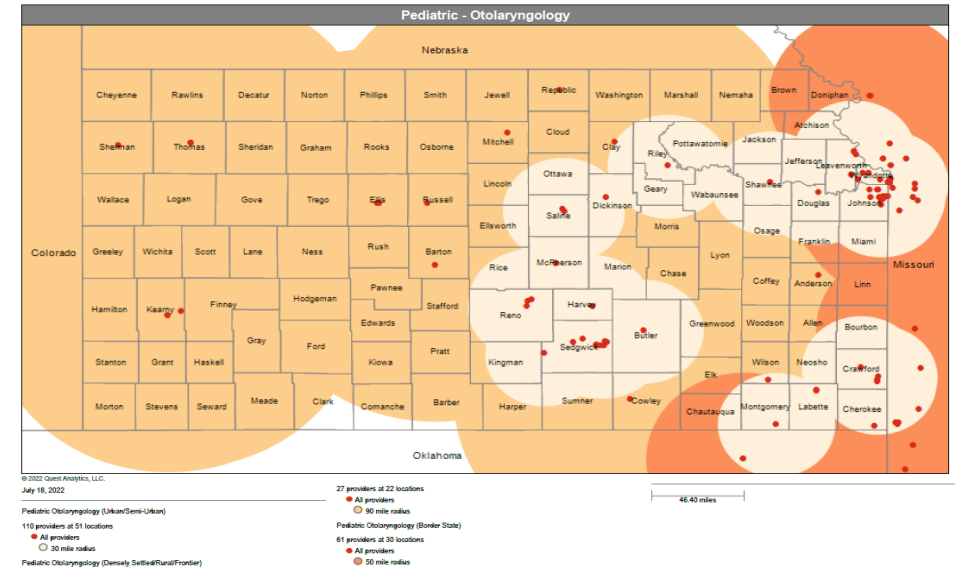 Pediatric - Otolaryngology
Nebraska
Cheyenne Rawlins Decatur Norton Phillips Smith Jewell Republic Washington Marshall Nemaha Brown Doniphan
Sherman Thomas Sheridan Graham Rooks Osborne Mitchell Cloud Clay Riley Pottawatomie Jackson Atchison
Jefferson Leavenworth Wyandotte
Wallace Logan Gove Trego Ellis Russell Lincoln Ottawa Saline Dickinson Geary Wabaunsee Shawnee Douglas Johnson
Colorado Greeley Wichita Scott Lane Ness Rush Barton Ellsworth Rice McPherson Marion Morris Chase Lyon Osage Franklin Miami
Missouri
Hamilton Kearny Finney Hodgeman Pawnee Edwards Stafford Reno Harvey Butler Greenwood Coffey Anderson Linn
Stanton Grant Haskell Gray Ford Kiowa Pratt Kingman Sedgwick Elk Woodson Wilson Allen Neosho Bourbon Crawford
Morton Stevens Seward Meade Clark Comanche Barber Harper Sumner Cowley Chautauqua Montgomery Labette Cherokee
Oklahoma
© 2022 Quest Analytics, LLC.
July 18, 2022
Pediatric Otolaryngology (Urban/Semi-Urban)
110 providers at 51 locations
All providers
30 mile radius
Pediatric Otolaryngology (Densely Settled/Rural/Frontier)
27 providers at 22 locations
All providers
90 mile radius
Pediatric Otolaryngology (Border State)
61 providers at 30 locations
All providers
50 mile radius
46.40 miles